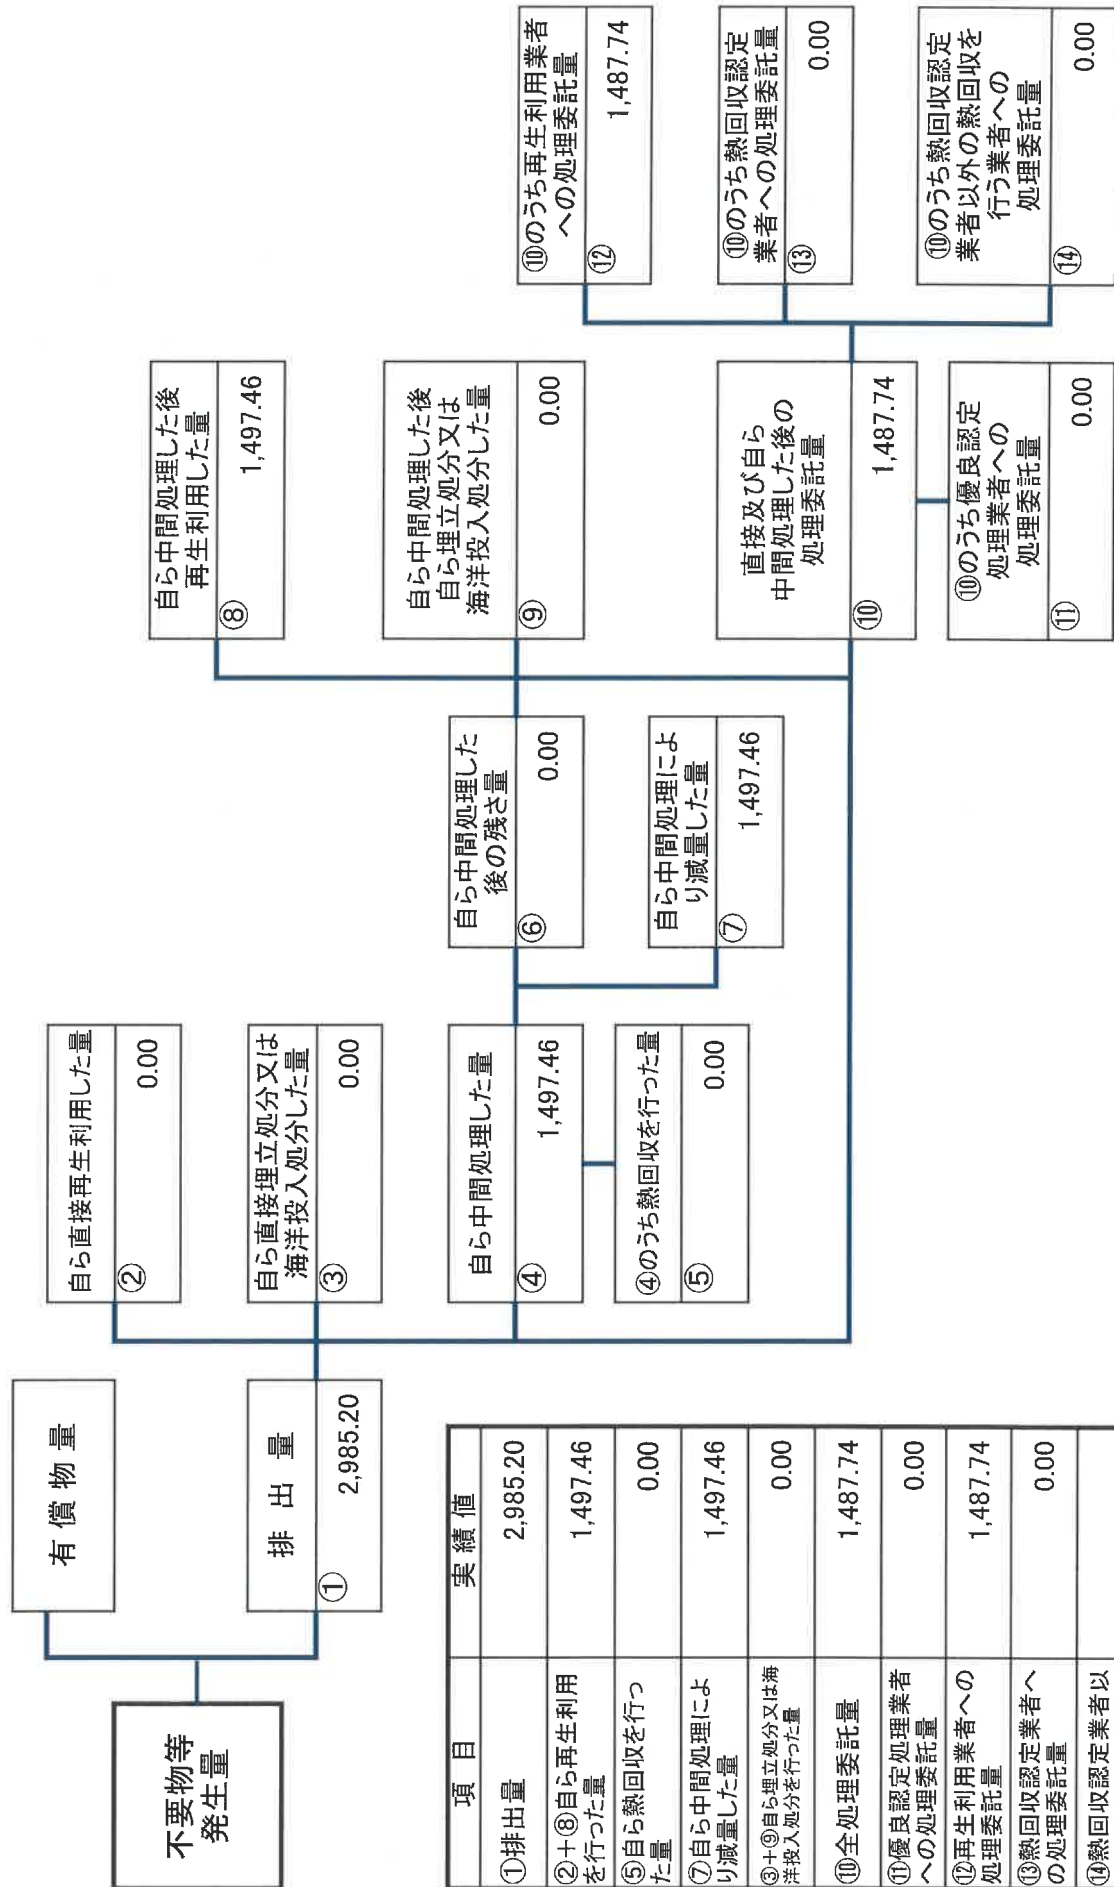 不要物等
発生量
有償物量
排出量
①
2,985.20
自ら直接再生利用した量
②
0.00
自ら直接埋立処分又は
海洋投入処分した量
③
0.00
自ら中間処理した量
④
1,497.46
④のうち熱回収を行った量
⑤
0.00
自ら中間処理した
後の残さ量
⑥
0.00
自ら中間処理によ
り減量した量
⑦
1,497.46
自ら中間処理した後
再生利用した量
⑧
1,497.46
自ら中間処理した後
自ら埋立処分又は
海洋投入処分した量
⑨
0.00
直接及び自ら
中間処理した後の
処理委託量
⑩
1,487.74
⑩のうち優良認定
処理業者への
処理委託量
⑪
0.00
⑩のうち再生利用業者
への処理委託量
⑫
1,487.74
⑩のうち熱回収認定
業者への処理委託量
⑬
0.00
⑩のうち熱回収認定
業者以外の熱回収を
行う業者への
処理委託量
⑭
0.00
項目 実績値
①排出量 2,985.20
②+⑧自ら再生利用
を行った量 1,497.46
⑤自ら熱回収を行っ
た量 0.00
⑦自ら中間処理によ
り減量した量 1,497.46
③+⑨自ら埋立処分又は海
洋投入処分を行った量 0.00
⑩全処理委託量 1,487.74
⑪優良認定処理業者
への処理委託量 0.00
⑫再生利用業者への
処理委託量 1,487.74
⑬熱回収認定業者へ
の処理委託量 0.00
⑭熱回収認定業者以